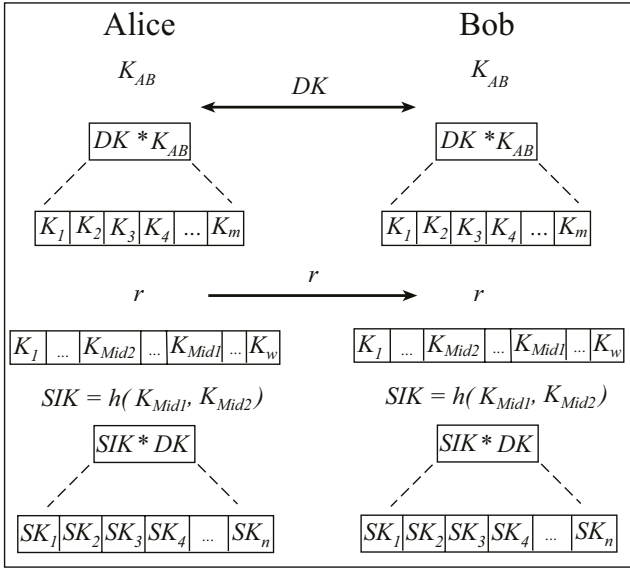 Alice Bob
K_AB DK K_AB
DK * K_AB DK * K_AB
K_1 K_2 K_3 K_4 ... K_m K_1 K_2 K_3 K_4 ... K_m
r r r
K_1 ... K_Mid2 ... K_Mid1 ... K_w K_1 ... K_Mid2 ... K_Mid1 ... K_w
SIK = h( K_Mid1, K_Mid2 ) SIK = h( K_Mid1, K_Mid2 )
SIK * DK SIK * DK
SK_1 SK_2 SK_3 SK_4 ... SK_n SK_1 SK_2 SK_3 SK_4 ... SK_n